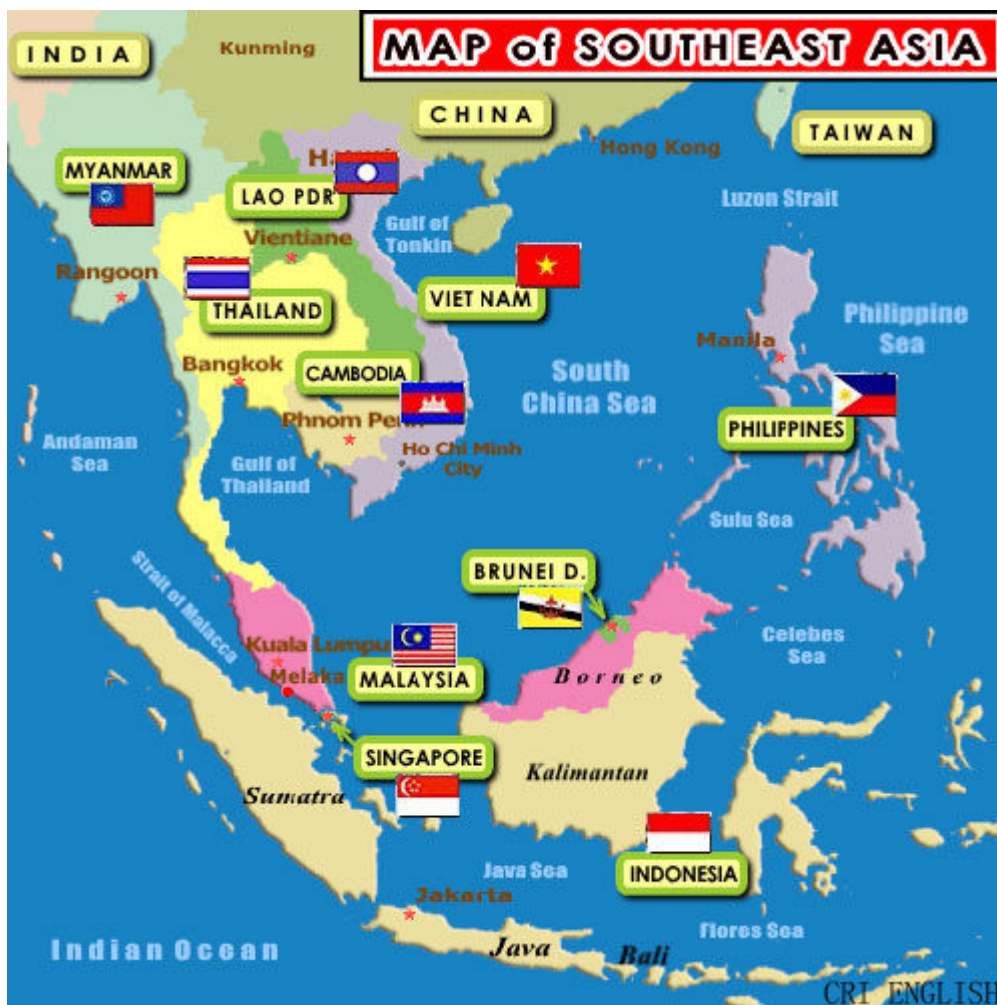 MAP of SOUTHEAST ASIA
INDIA
Kunming
CHINA
TAIWAN
Hong Kong
MYANMAR
LAO PDR
Luzon Strait
Gulf of
Tonkin
Vientiane
Rangoon
VIET NAM
THAILAND
Philippine
Sea
Manila
Bangkok
CAMBODIA
South
China Sea
Phnom
PHILIPPINES
Andaman
Sea
Ho Chi Minh
City
Gulf of
Thailand
Sulu Sea
Strait of Malacca
BRUNEI D.
Celebes
Sea
Kuala Lumpu
Melaka
MALAYSIA
Borneo
SINGAPORE
Kalimantan
Sumatra
Java Sea
INDONESIA
Jakarta
Flores Sea
Indian Ocean
Java
Bali
CRI ENGLISH